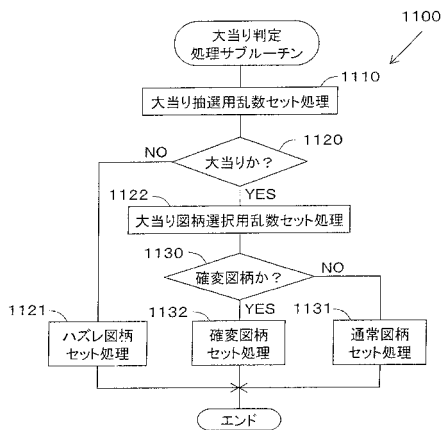 大当り判定
処理サブルーチン
1100
1110
大当り抽選用乱数セット処理
1120
NO
大当りか？
1122
YES
大当り図柄選択用乱数セット処理
1130
確変図柄か？
NO
1121
1132
YES
1131
ハズレ図柄
セット処理
確変図柄
セット処理
通常図柄
セット処理
エンド